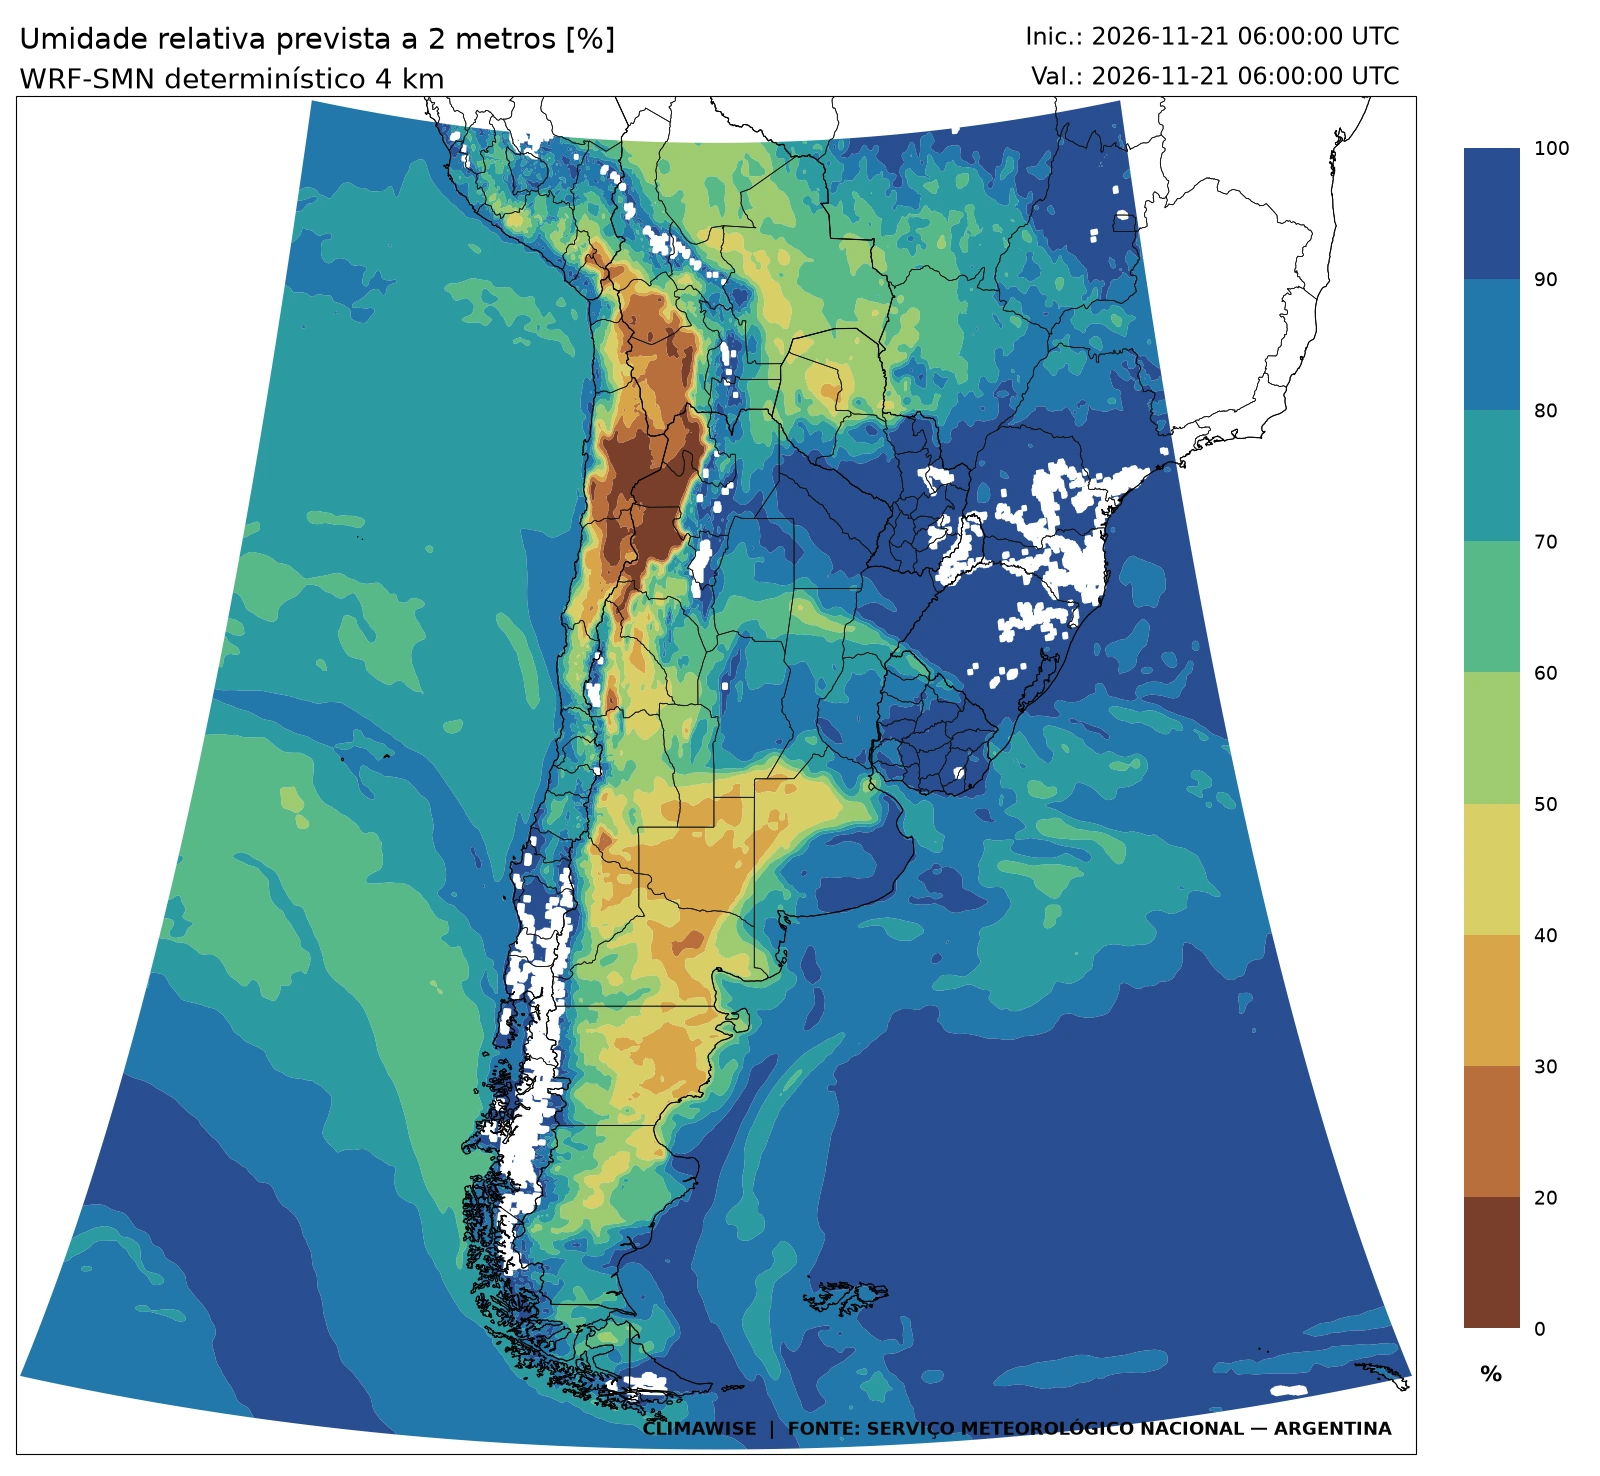 Umidade relativa prevista a 2 metros [%]
WRF-SMN determinístico 4 km
Inic.: 2026-11-21 06:00:00 UTC
Val.: 2026-11-21 06:00:00 UTC
100
90
80
70
60
50
40
30
20
0
%
CLIMAWISE | FONTE: SERVIÇO METEOROLÓGICO NACIONAL — ARGENTINA